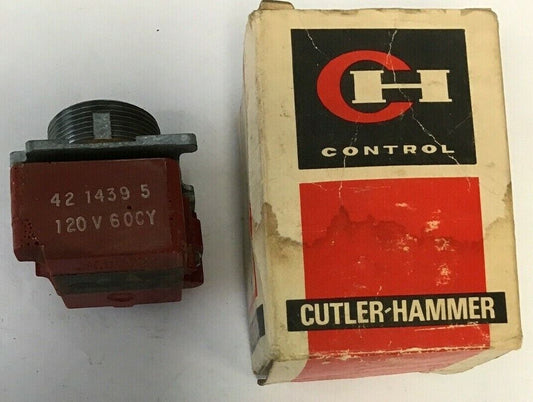 42 1439 5
120 V 60CY
CH
CONTROL
CUTLER-HAMMER